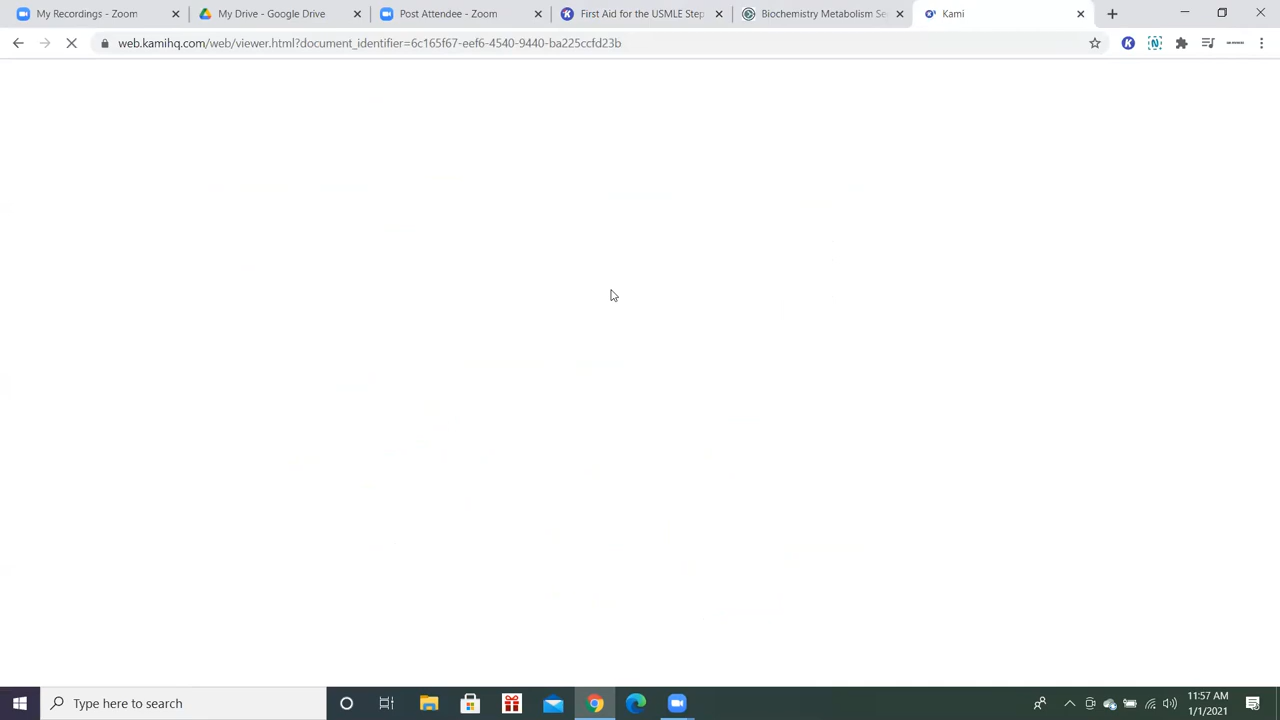 My Recordings - Zoom
My Drive - Google Drive
Post Attendee - Zoom
First Aid for the USMLE Step
Biochemistry Metabolism Se
Kami
web.kamihq.com/web/viewer.html?document_identifier=6c165f67-eef6-4540-9440-ba225ccfd23b
Type here to search
11:57 AM
1/1/2021